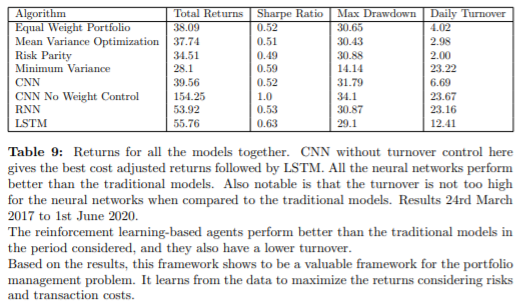 Algorithm Total Returns Sharpe Ratio Max Drawdown Daily Turnover
Equal Weight Portfolio 38.09 0.52 30.65 4.02
Mean Variance Optimization 37.74 0.51 30.43 2.98
Risk Parity 34.51 0.49 30.88 2.00
Minimum Variance 28.1 0.59 14.14 23.22
CNN 39.56 0.52 31.79 6.69
CNN No Weight Control 154.25 1.0 34.1 23.67
RNN 53.92 0.53 30.87 23.16
LSTM 55.76 0.63 29.1 12.41
Table 9: Returns for all the models together. CNN without turnover control here
gives the best cost adjusted returns followed by LSTM. All the neural networks perform
better than the traditional models. Also notable is that the turnover is not too high
for the neural networks when compared to the traditional models. Results 24rd March
2017 to 1st June 2020.
The reinforcement learning-based agents perform better than the traditional models in
the period considered, and they also have a lower turnover.
Based on the results, this framework shows to be a valuable framework for the portfolio
management problem. It learns from the data to maximize the returns considering risks
and transaction costs.